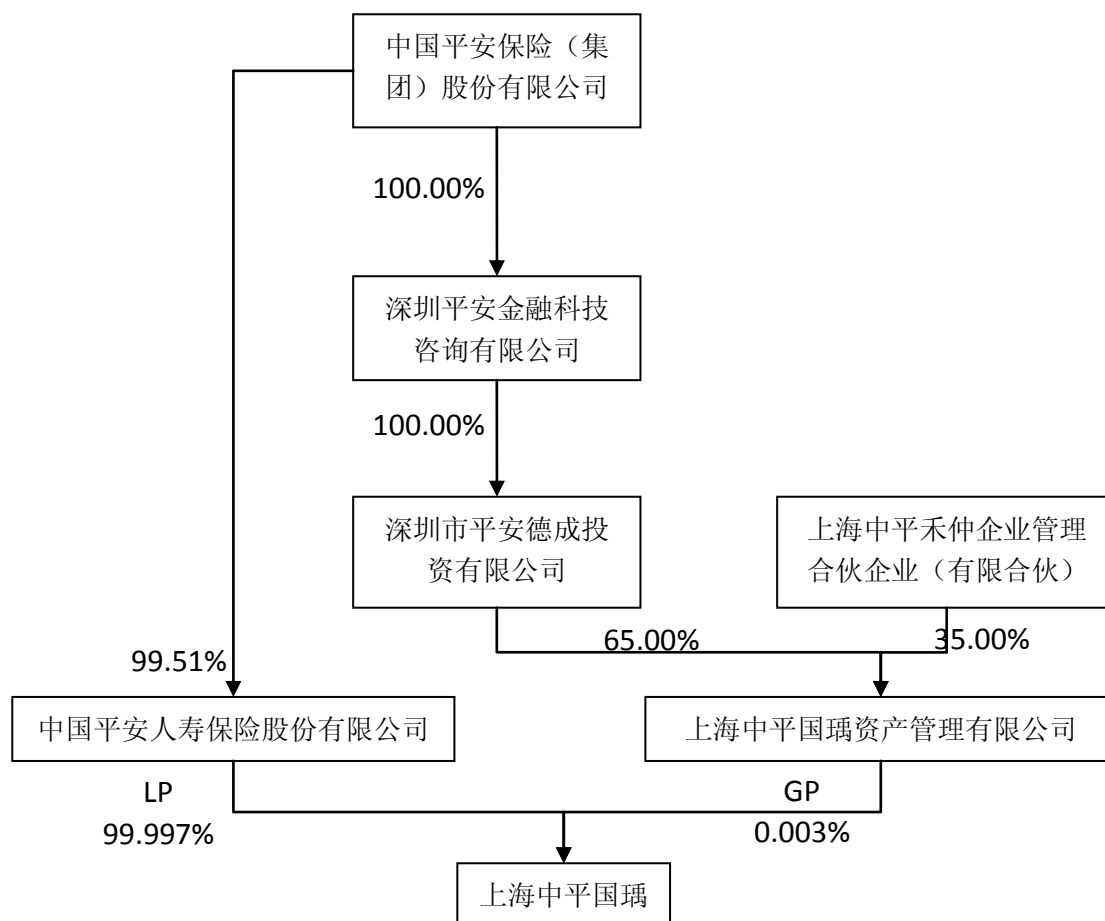 中国平安保险（集
团）股份有限公司
100.00%
深圳平安金融科技
咨询有限公司
100.00%
深圳市平安德成投
资有限公司
上海中平禾仲企业管理
合伙企业（有限合伙）
65.00%
35.00%
99.51%
中国平安人寿保险股份有限公司
上海中平国瑀资产管理有限公司
LP
99.997%
GP
0.003%
上海中平国瑀